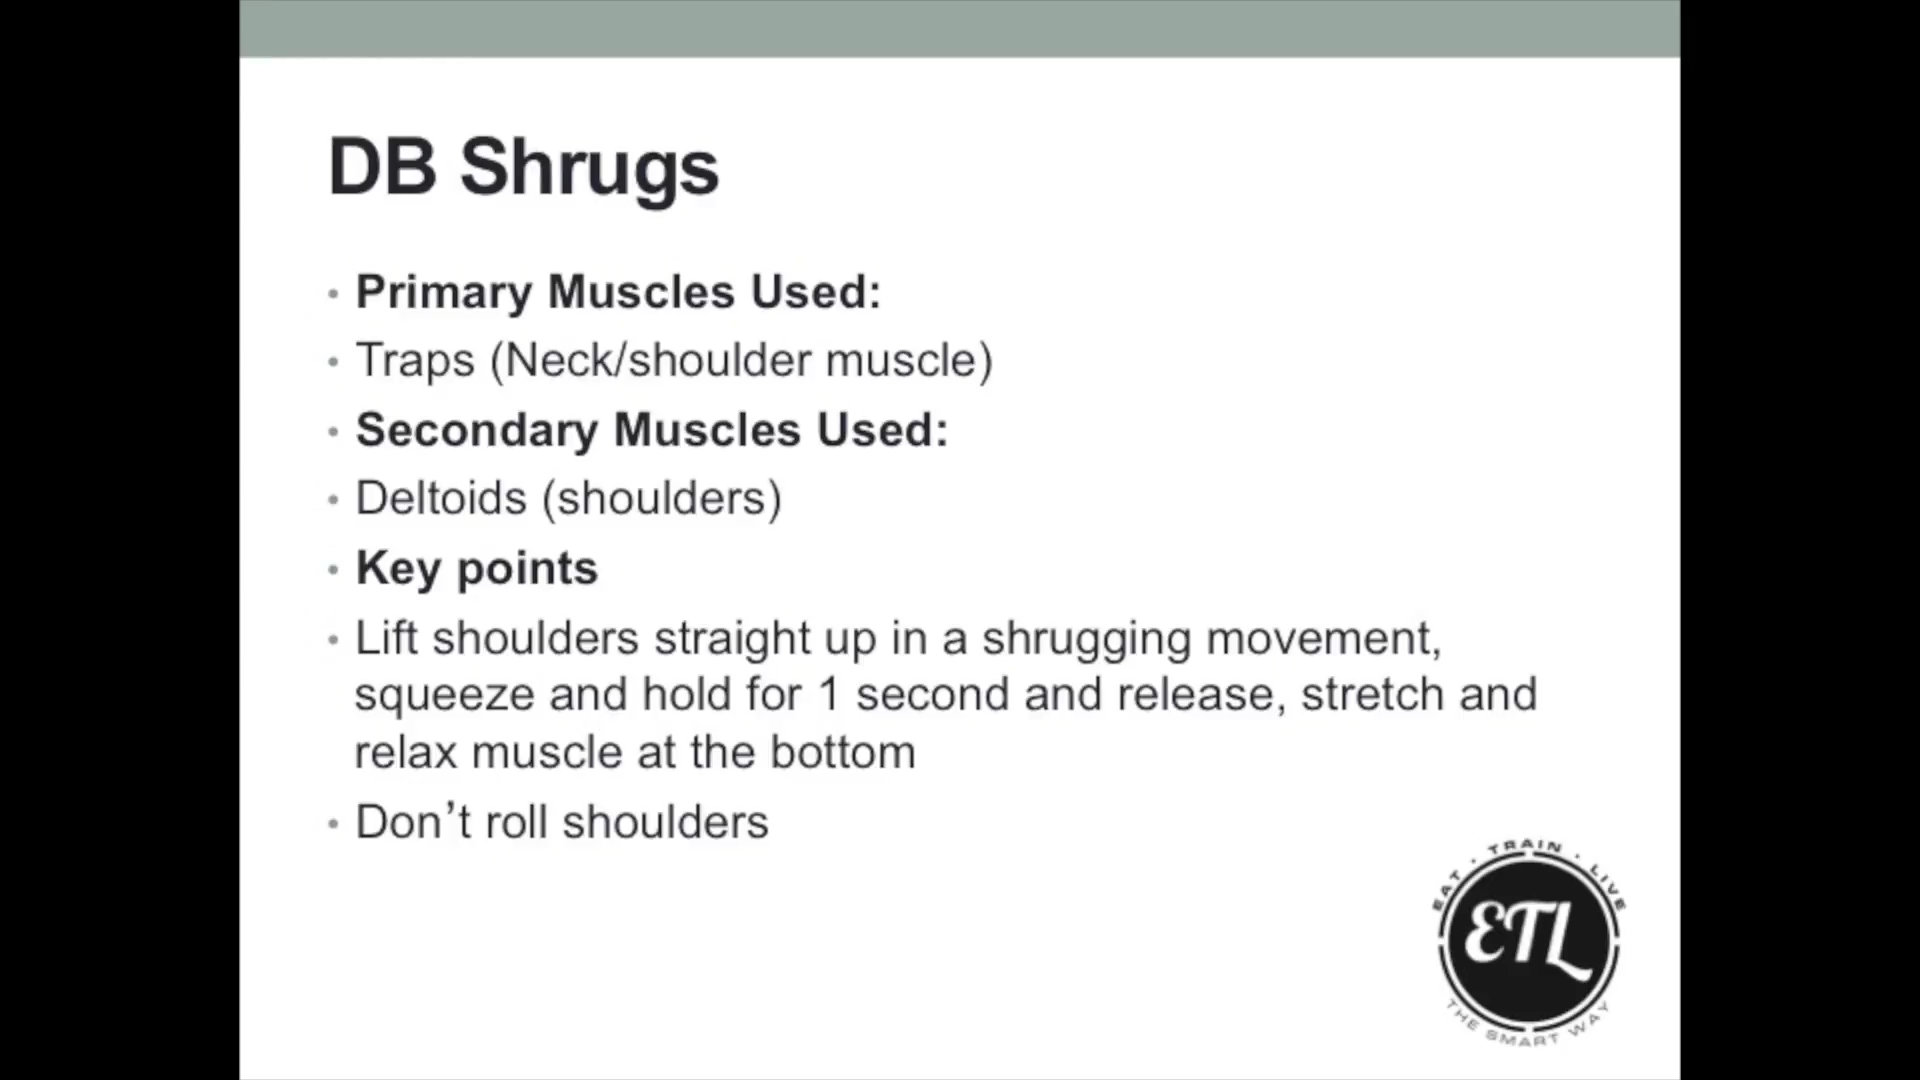 DB Shrugs
• Primary Muscles Used:
• Traps (Neck/shoulder muscle)
• Secondary Muscles Used:
• Deltoids (shoulders)
• Key points
• Lift shoulders straight up in a shrugging movement,
squeeze and hold for 1 second and release, stretch and
relax muscle at the bottom
• Don’t roll shoulders
EAT · TRAIN · LIVE
ETL
THE SMART WAY